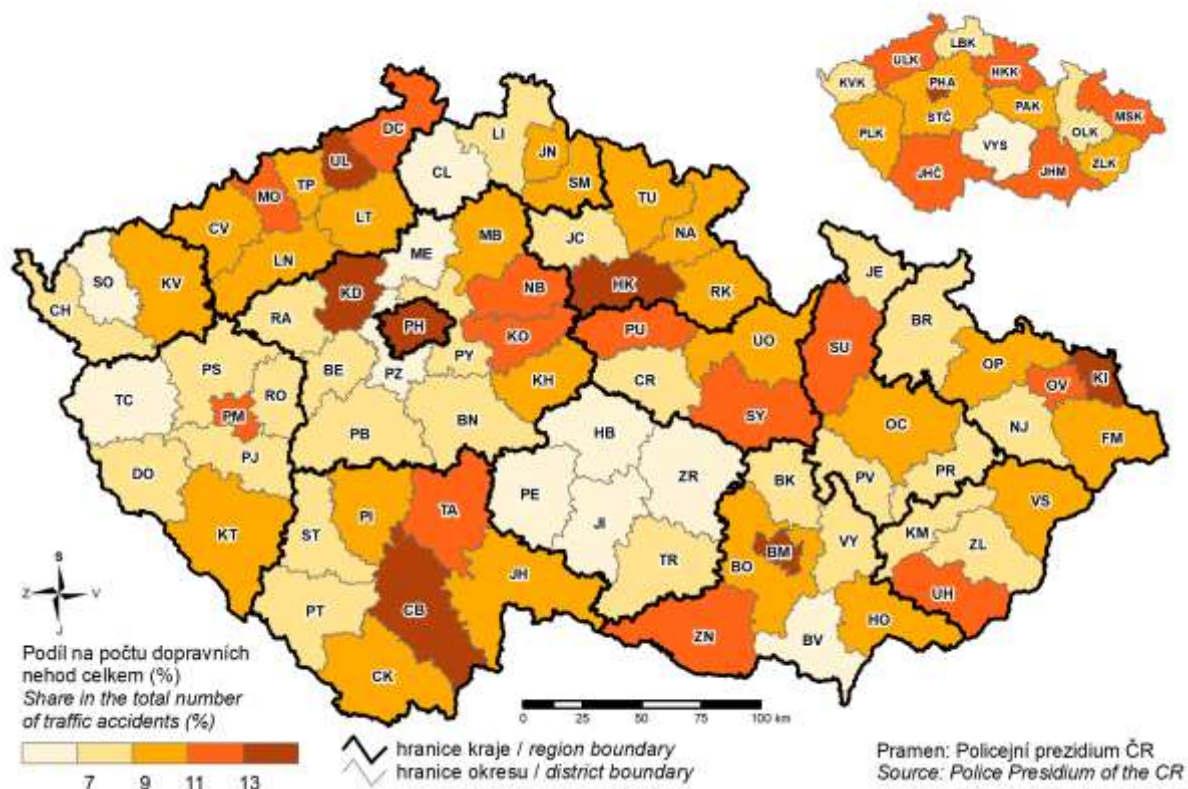 LBK
ULK
HKK
KVK
PHA
PAK
MSK
STČ
PLK
OLK
VYS
ZLK
JHČ
JHM
DC
LI
UL
JN
CL
TP
SM
MO
TU
LT
CV
MB
NA
ME
JC
LN
SO
KV
JE
NB
HK
KD
RK
CH
RA
BR
PH
PU
KO
UO
SU
PY
OP
BE
PZ
KI
PS
OV
RO
CR
KH
TC
PM
SY
OC
NJ
BN
FM
PB
HB
PJ
DO
PR
ZR
PV
BK
PE
VS
TA
PI
KT
ST
JI
KM
VY
ZL
BM
TR
BO
JH
UH
CB
PT
HO
ZN
BV
CK
S
Z V
J
Podíl na počtu dopravních
nehod celkem (%)
Share in the total number
of traffic accidents (%)
7 9 11 13
0 25 50 75 100 km
hranice kraje / region boundary
hranice okresu / district boundary
Pramen: Policejní prezidium ČR
Source: Police Presidium of the CR